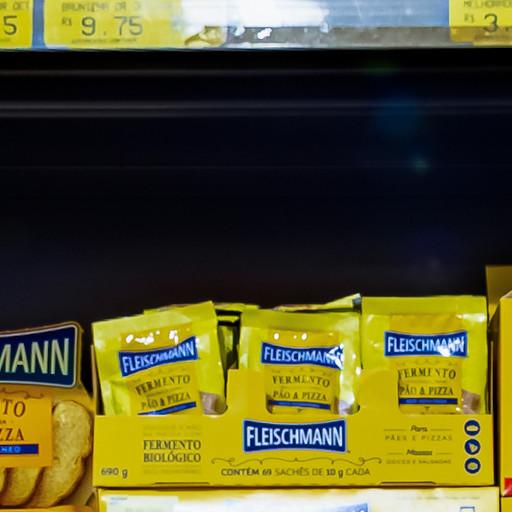 5
R$ 9.75
R$ 3.
FLEISCHMANN
FERMENTO
PÃO & PIZZA
FLEISCHMANN
FERMENTO
PÃO & PIZZA
FLEISCHMANN
FERMENTO
PÃO & PIZZA
MANN
TO
ZZA
FERMENTO
BIOLÓGICO
FLEISCHMANN
Para
PÃES E PIZZAS
Massas
DOCES E SALGADAS
690 g
CONTÉM 69 SACHÊS DE 10 g CADA